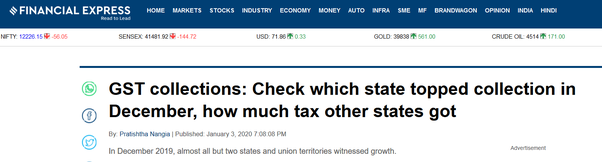 FINANCIAL EXPRESS
Read to Lead
HOME MARKETS STOCKS INDUSTRY ECONOMY MONEY AUTO INFRA SME MF BRANDWAGON OPINION INDIA HINDI
NIFTY: 12226.15 -56.05 SENSEX: 41481.92 -144.72 USD: 71.86 0.33 GOLD: 39838 561.00 CRUDE OIL: 4514 171.00
GST collections: Check which state topped collection in
December, how much tax other states got
By: Pratishtha Nangia | Published: January 3, 2020 7:08:08 PM
Advertisement
In December 2019, almost all but two states and union territories witnessed growth.